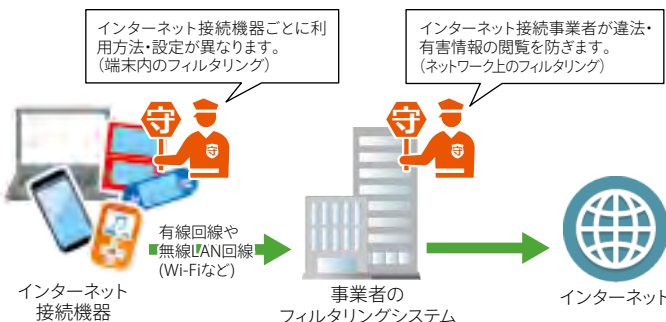 インターネット接続機器ごとに利
用方法・設定が異なります。
（端末内のフィルタリング）
インターネット接続事業者が違法・
有害情報の閲覧を防ぎます。
（ネットワーク上のフィルタリング）
守
守
守
守
有線回線や
無線LAN回線
(Wi-Fiなど)
インターネット
接続機器
事業者の
フィルタリングシステム
インターネット